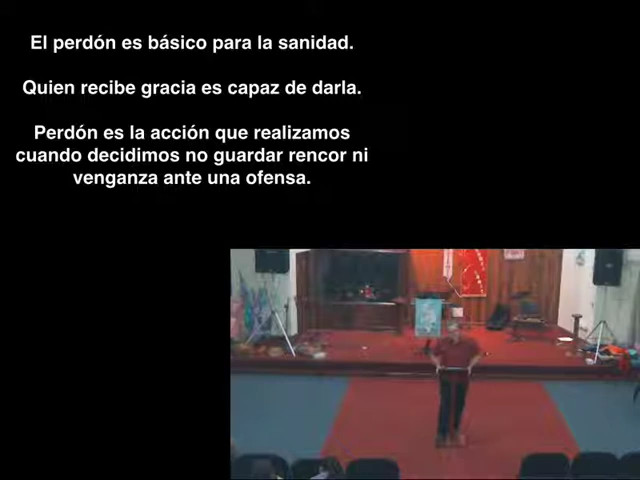 El perdón es básico para la sanidad.
Quien recibe gracia es capaz de darla.
Perdón es la acción que realizamos
cuando decidimos no guardar rencor ni
venganza ante una ofensa.